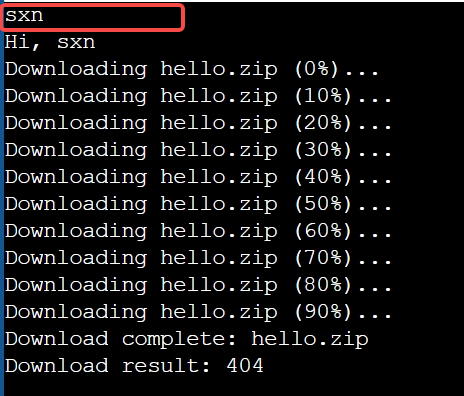 sxn
Hi, sxn
Downloading hello.zip (0%)...
Downloading hello.zip (10%)...
Downloading hello.zip (20%)...
Downloading hello.zip (30%)...
Downloading hello.zip (40%)...
Downloading hello.zip (50%)...
Downloading hello.zip (60%)...
Downloading hello.zip (70%)...
Downloading hello.zip (80%)...
Downloading hello.zip (90%)...
Download complete: hello.zip
Download result: 404